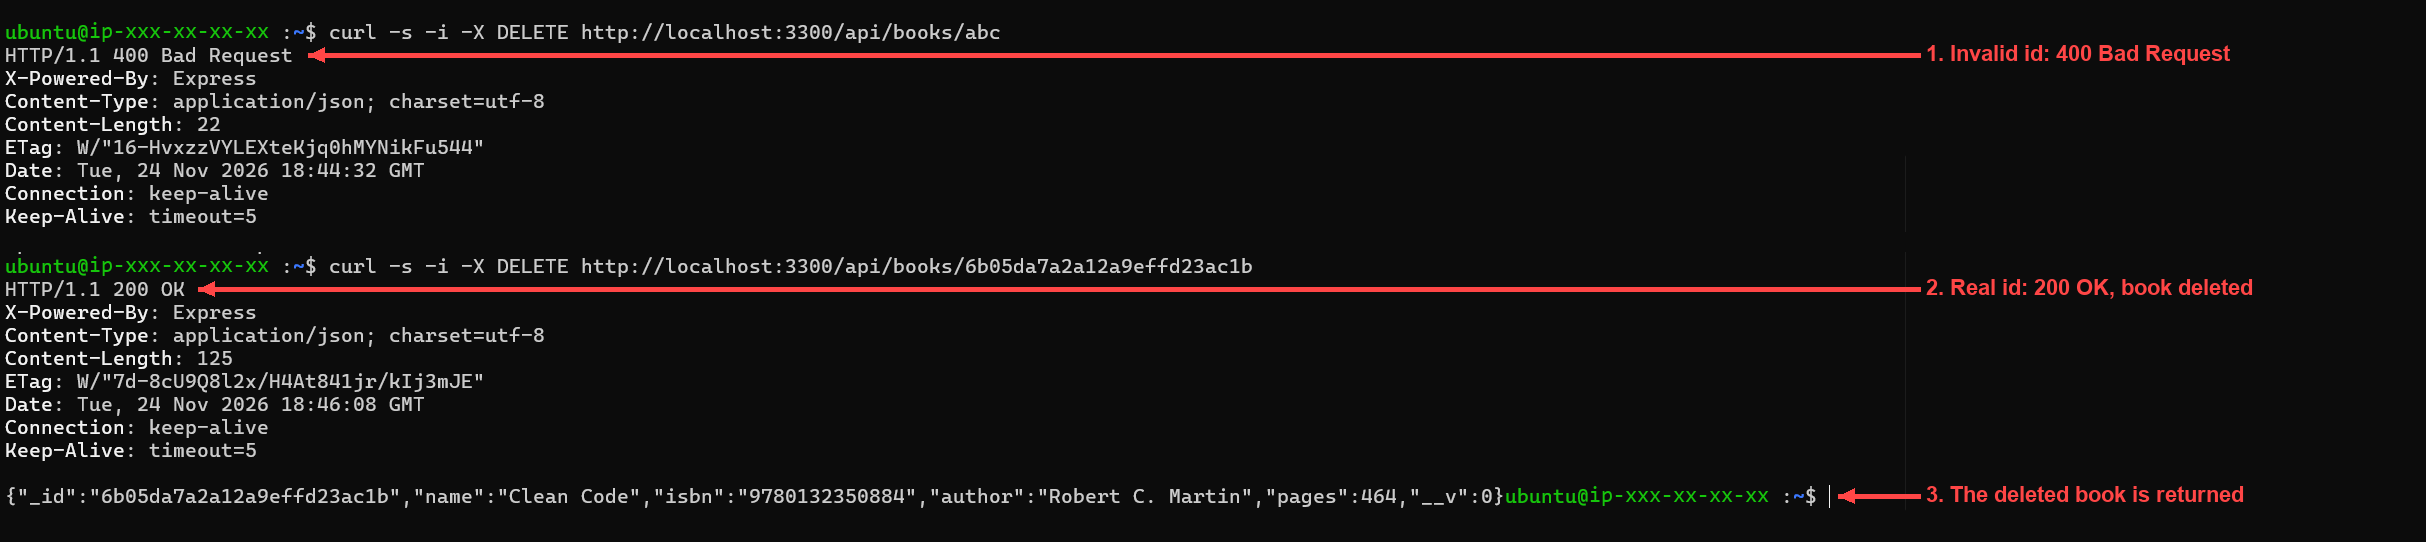 ubuntu@ip-xxx-xx-xx-xx :~$ curl -s -i -X DELETE http://localhost:3300/api/books/abc
HTTP/1.1 400 Bad Request
1. Invalid id: 400 Bad Request
X-Powered-By: Express
Content-Type: application/json; charset=utf-8
Content-Length: 22
ETag: W/"16-HvxzzVYLEXteKjq0hMYNikFu544"
Date: Tue, 24 Nov 2026 18:44:32 GMT
Connection: keep-alive
Keep-Alive: timeout=5
ubuntu@ip-xxx-xx-xx-xx :~$ curl -s -i -X DELETE http://localhost:3300/api/books/6b05da7a2a12a9effd23ac1b
HTTP/1.1 200 OK
2. Real id: 200 OK, book deleted
X-Powered-By: Express
Content-Type: application/json; charset=utf-8
Content-Length: 125
ETag: W/"7d-8cU9Q8l2x/H4At841jr/kIj3mJE"
Date: Tue, 24 Nov 2026 18:46:08 GMT
Connection: keep-alive
Keep-Alive: timeout=5
{"_id":"6b05da7a2a12a9effd23ac1b","name":"Clean Code","isbn":"9780132350884","author":"Robert C. Martin","pages":464,"__v":0}ubuntu@ip-xxx-xx-xx-xx :~$
3. The deleted book is returned